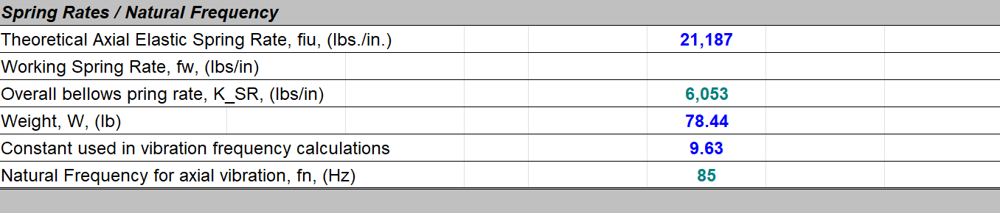 Spring Rates / Natural Frequency
Theoretical Axial Elastic Spring Rate, fiu, (lbs./in.) 21,187
Working Spring Rate, fw, (lbs/in)
Overall bellows pring rate, K_SR, (lbs/in) 6,053
Weight, W, (lb) 78.44
Constant used in vibration frequency calculations 9.63
Natural Frequency for axial vibration, fn, (Hz) 85